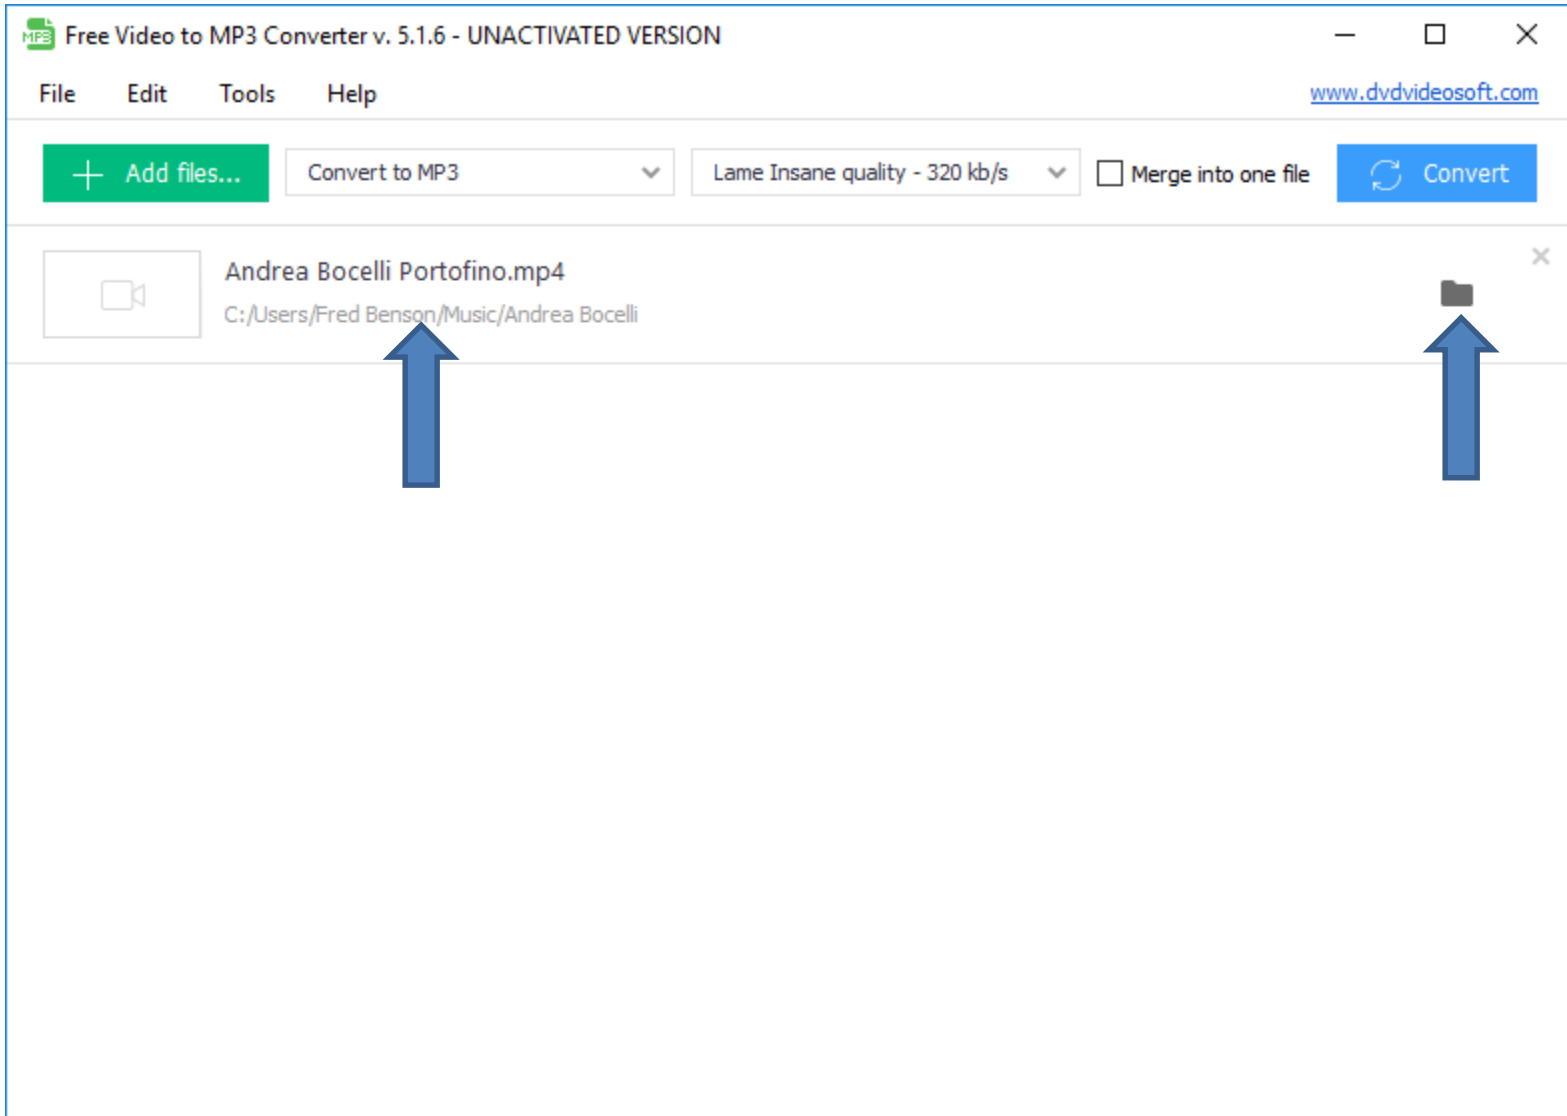 MP3 Free Video to MP3 Converter v. 5.1.6 - UNACTIVATED VERSION
File Edit Tools Help www.dvdvideosoft.com
Add files... Convert to MP3 Lame Insane quality - 320 kb/s Merge into one file Convert
Andrea Bocelli Portofino.mp4
C:/Users/Fred Benson/Music/Andrea Bocelli